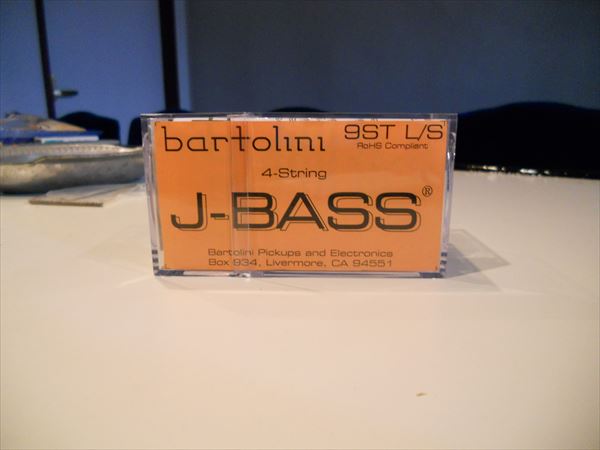 bartolini 9ST L/S
RoHS Compliant
4-String
J-BASS®
Bartolini Pickups and Electronics
Box 934, Livermore, CA 94551